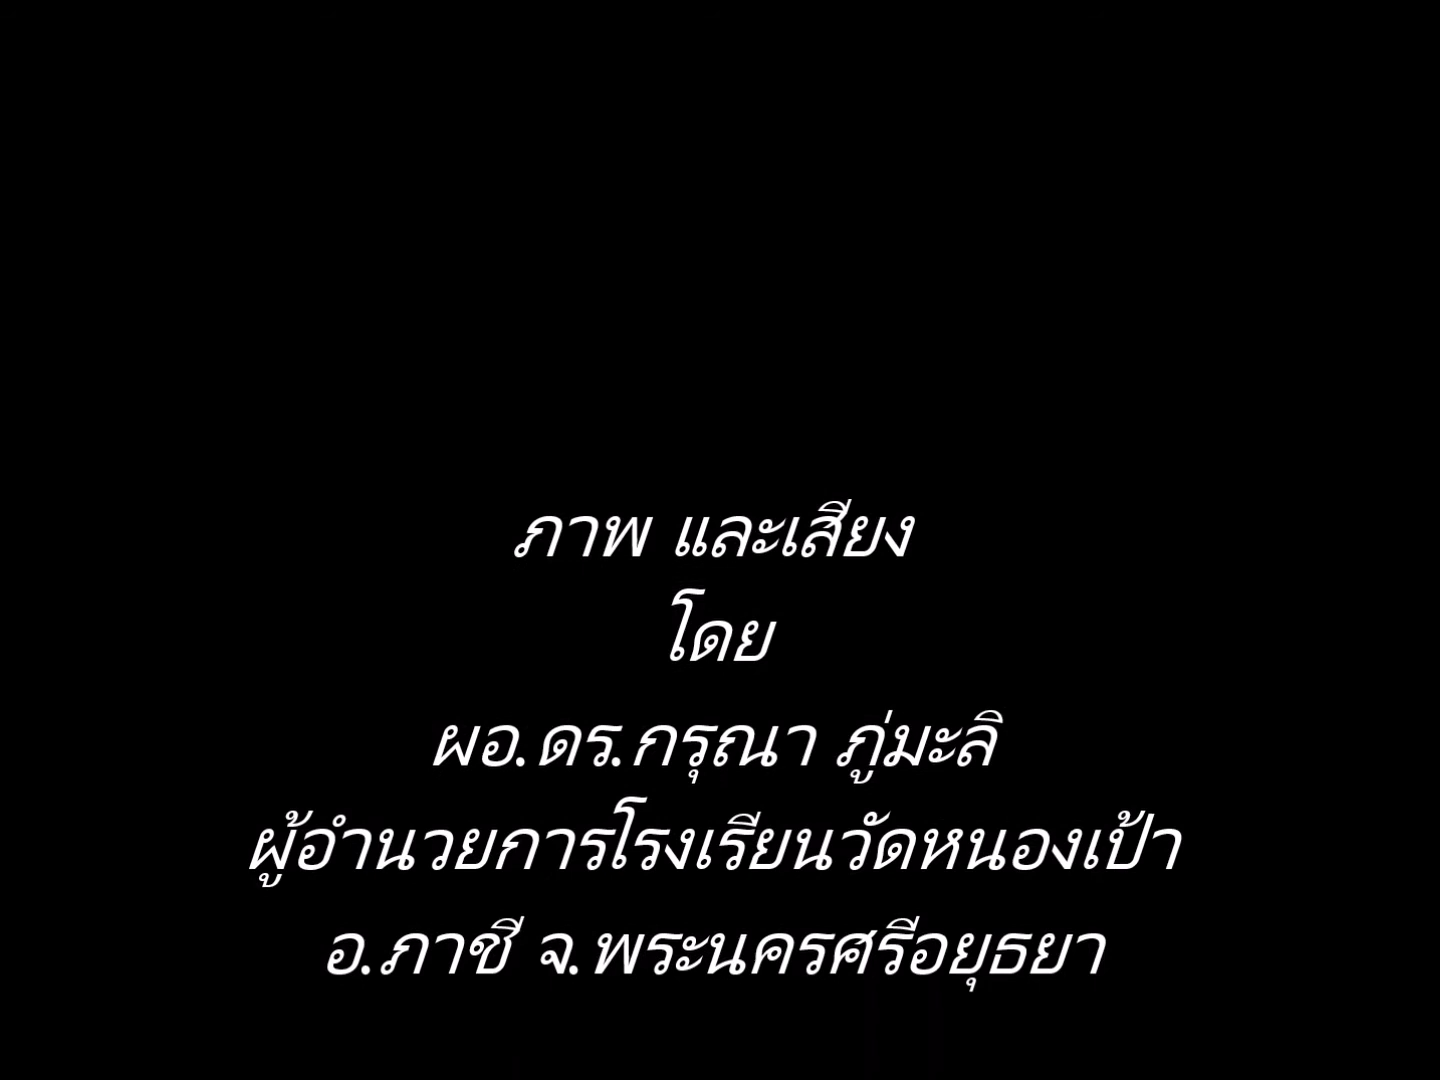 ภาพ และเสียง
โดย
ผอ.ดร.กรุณา ภู่มะลิ
ผู้อำนวยการโรงเรียนวัดหนองเป้า
อ.ภาชี จ.พระนครศรีอยุธยา